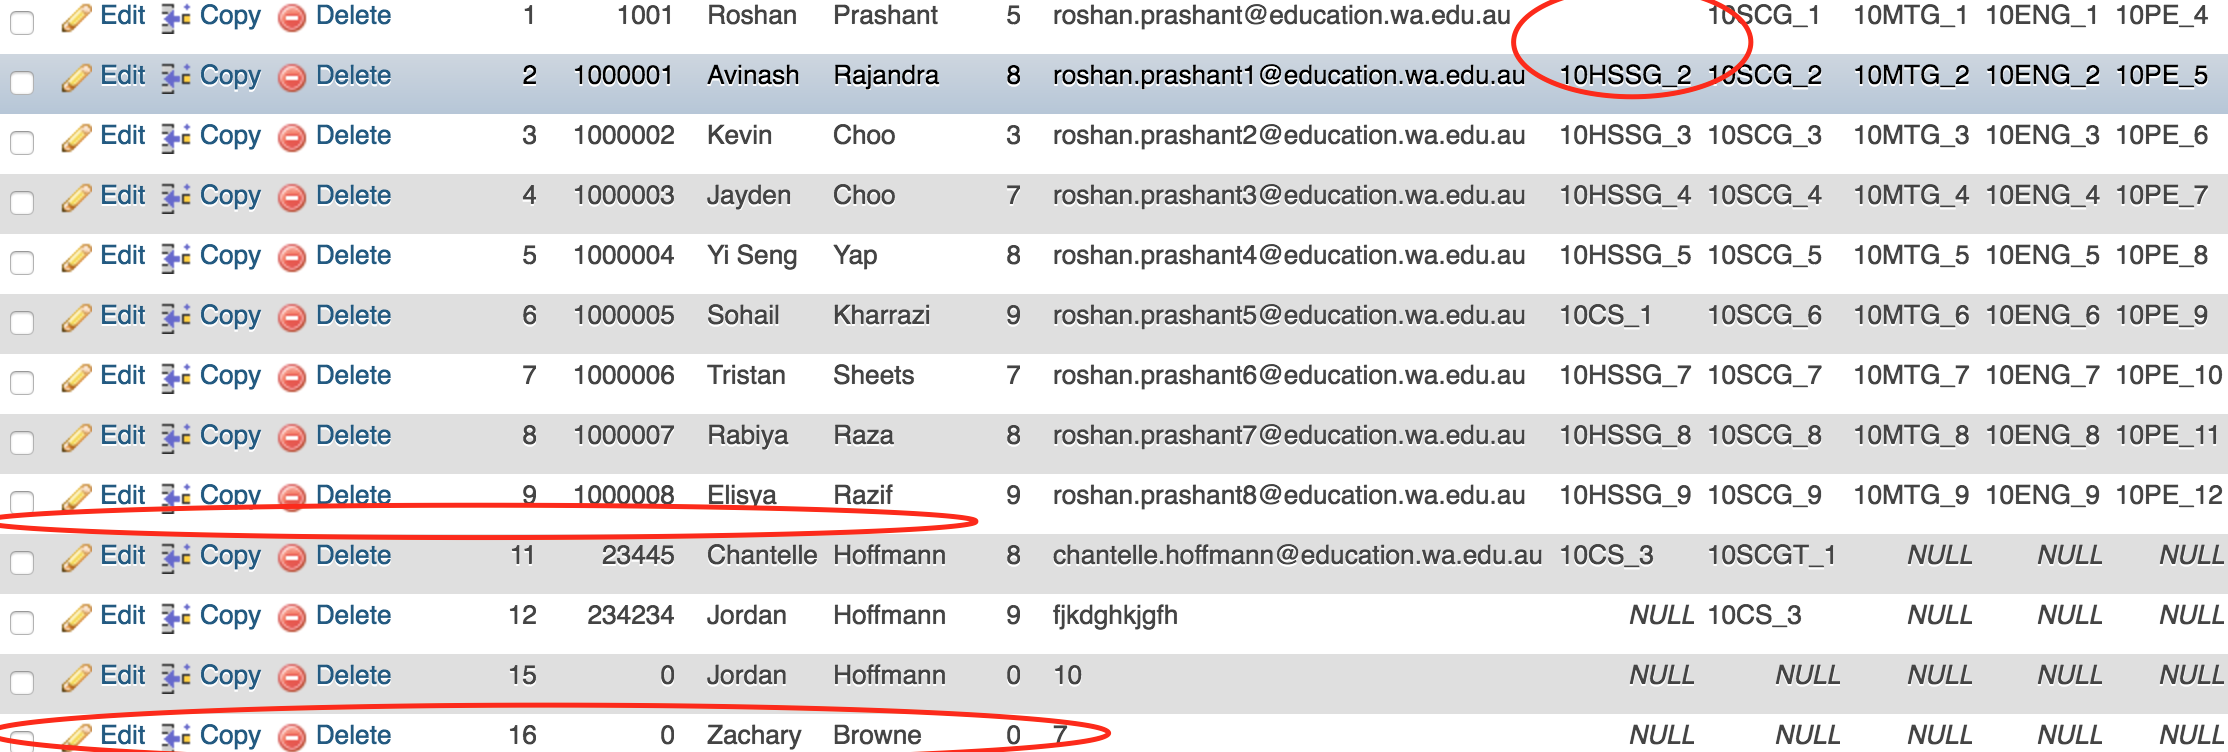 Edit Copy Delete 1 1001 Roshan Prashant 5 roshan.prashant@education.wa.edu.au 10SCG_1 10MTG_1 10ENG_1 10PE_4
Edit Copy Delete 2 1000001 Avinash Rajandra 8 roshan.prashant1@education.wa.edu.au 10HSSG_2 10SCG_2 10MTG_2 10ENG_2 10PE_5
Edit Copy Delete 3 1000002 Kevin Choo 3 roshan.prashant2@education.wa.edu.au 10HSSG_3 10SCG_3 10MTG_3 10ENG_3 10PE_6
Edit Copy Delete 4 1000003 Jayden Choo 7 roshan.prashant3@education.wa.edu.au 10HSSG_4 10SCG_4 10MTG_4 10ENG_4 10PE_7
Edit Copy Delete 5 1000004 Yi Seng Yap 8 roshan.prashant4@education.wa.edu.au 10HSSG_5 10SCG_5 10MTG_5 10ENG_5 10PE_8
Edit Copy Delete 6 1000005 Sohail Kharrazi 9 roshan.prashant5@education.wa.edu.au 10CS_1 10SCG_6 10MTG_6 10ENG_6 10PE_9
Edit Copy Delete 7 1000006 Tristan Sheets 7 roshan.prashant6@education.wa.edu.au 10HSSG_7 10SCG_7 10MTG_7 10ENG_7 10PE_10
Edit Copy Delete 8 1000007 Rabiya Raza 8 roshan.prashant7@education.wa.edu.au 10HSSG_8 10SCG_8 10MTG_8 10ENG_8 10PE_11
Edit Copy Delete 9 1000008 Elisya Razif 9 roshan.prashant8@education.wa.edu.au 10HSSG_9 10SCG_9 10MTG_9 10ENG_9 10PE_12
Edit Copy Delete 11 23445 Chantelle Hoffmann 8 chantelle.hoffmann@education.wa.edu.au 10CS_3 10SCGT_1 NULL NULL NULL
Edit Copy Delete 12 234234 Jordan Hoffmann 9 fjkdghkjgfh NULL 10CS_3 NULL NULL NULL
Edit Copy Delete 15 0 Jordan Hoffmann 0 10 NULL NULL NULL NULL NULL
Edit Copy Delete 16 0 Zachary Browne 0 7 NULL NULL NULL NULL NULL